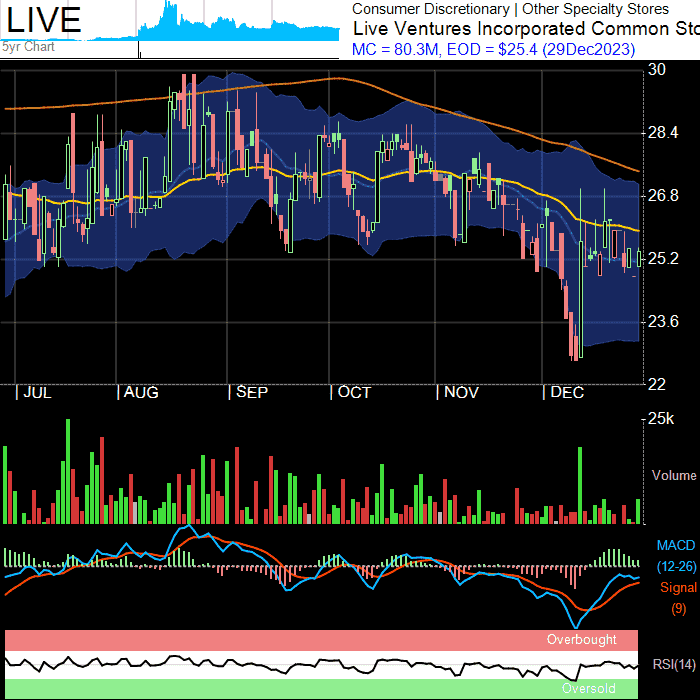 LIVE
5yr Chart
Consumer Discretionary | Other Specialty Stores
Live Ventures Incorporated Common Sto
MC = 80.3M, EOD = $25.4 (29Dec2023)
30
28.4
26.8
25.2
23.6
22
| JUL | AUG | SEP | OCT | NOV | DEC
25k
Volume
MACD
(12-26)
Signal
(9)
Overbought
RSI(14)
Oversold